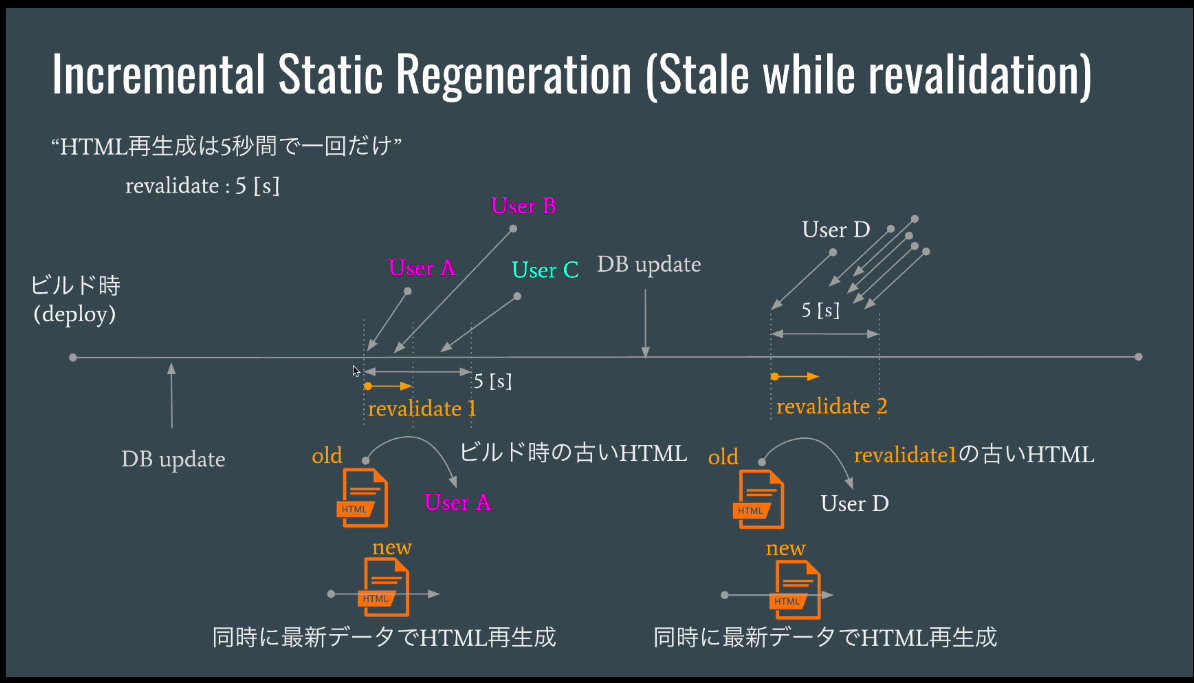 Incremental Static Regeneration (Stale while revalidation)
“HTML再生成は5秒間で一回だけ”
revalidate : 5 [s]
User B
User A
User C
DB update
User D
ビルド時
(deploy)
5 [s]
5 [s]
revalidate 1
revalidate 2
DB update
old
ビルド時の古いHTML
HTML
User A
old
revalidate1の古いHTML
HTML
User D
new
HTML
同時に最新データでHTML再生成
new
HTML
同時に最新データでHTML再生成